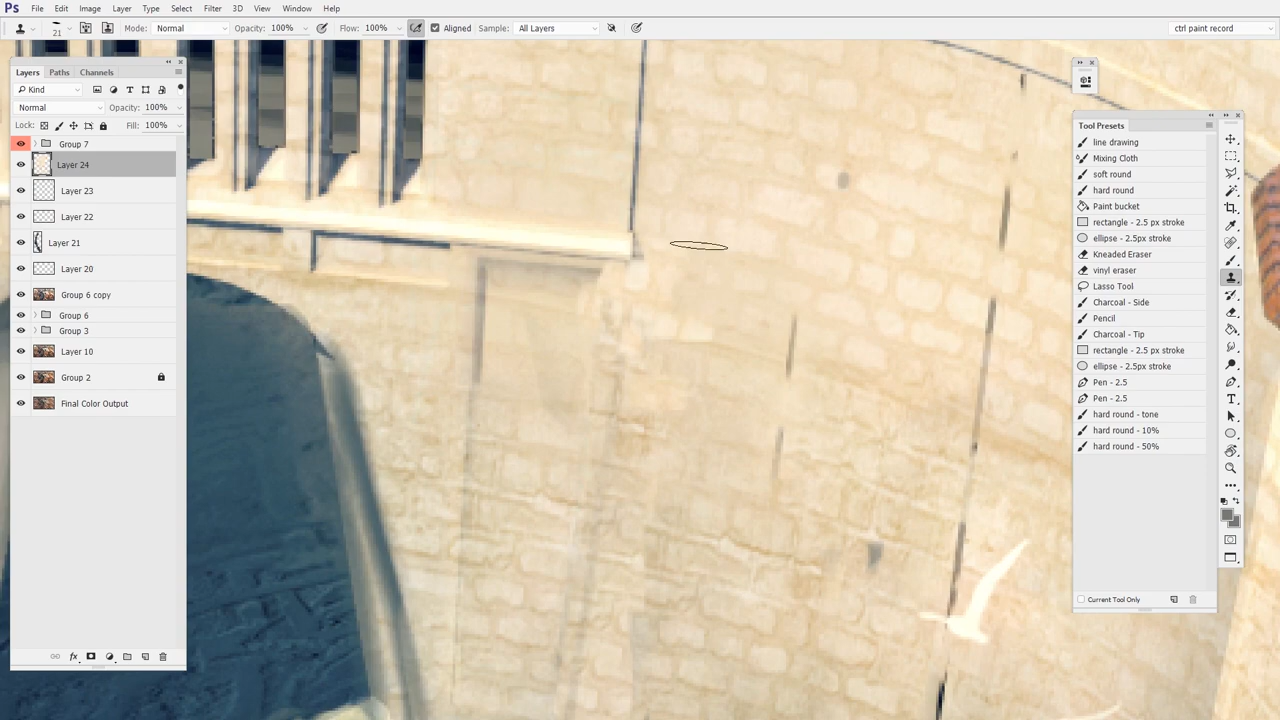 Ps File Edit Image Layer Type Select Filter 3D View Window Help
21 Mode: Normal Opacity: 100% Flow: 100% Aligned Sample: All Layers ctrl paint record
Layers Paths Channels
Kind
Normal Opacity: 100%
Lock: Fill: 100%
Group 7
Layer 24
Layer 23
Layer 22
Layer 21
Layer 20
Group 6 copy
Group 6
Group 3
Layer 10
Group 2
Final Color Output
fx
Tool Presets
line drawing
Mixing Cloth
soft round
hard round
Paint bucket
rectangle - 2.5 px stroke
ellipse - 2.5px stroke
Kneaded Eraser
vinyl eraser
Lasso Tool
Charcoal - Side
Pencil
Charcoal - Tip
rectangle - 2.5 px stroke
ellipse - 2.5px stroke
Pen - 2.5
Pen - 2.5
hard round - tone
hard round - 10%
hard round - 50%
Current Tool Only